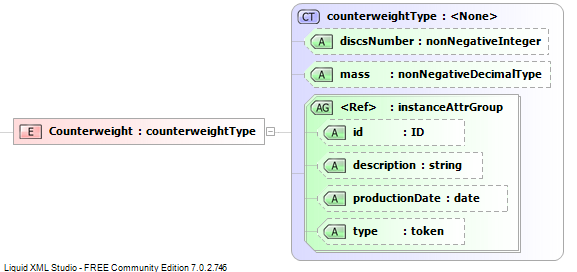 CT counterweightType : <None>
A discsNumber : nonNegativeInteger
A mass : nonNegativeDecimalType
AG <Ref> : instanceAttrGroup
E Counterweight : counterweightType
A id : ID
A description : string
A productionDate : date
A type : token
Liquid XML Studio - FREE Community Edition 7.0.2.746